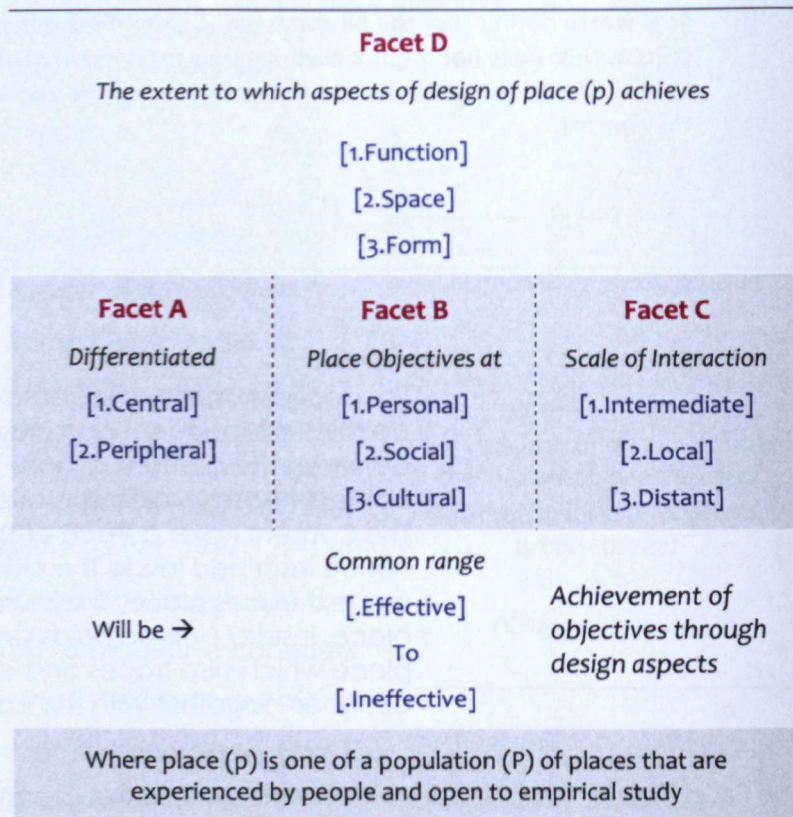 Facet D
The extent to which aspects of design of place (p) achieves
[1.Function]
[2.Space]
[3.Form]
Facet A
Differentiated
[1.Central]
[2.Peripheral]
Facet B
Place Objectives at
[1.Personal]
[2.Social]
[3.Cultural]
Facet C
Scale of Interaction
[1.Intermediate]
[2.Local]
[3.Distant]
Will be →
Common range
[.Effective]
To
[.Ineffective]
Achievement of
objectives through
design aspects
Where place (p) is one of a population (P) of places that are
experienced by people and open to empirical study